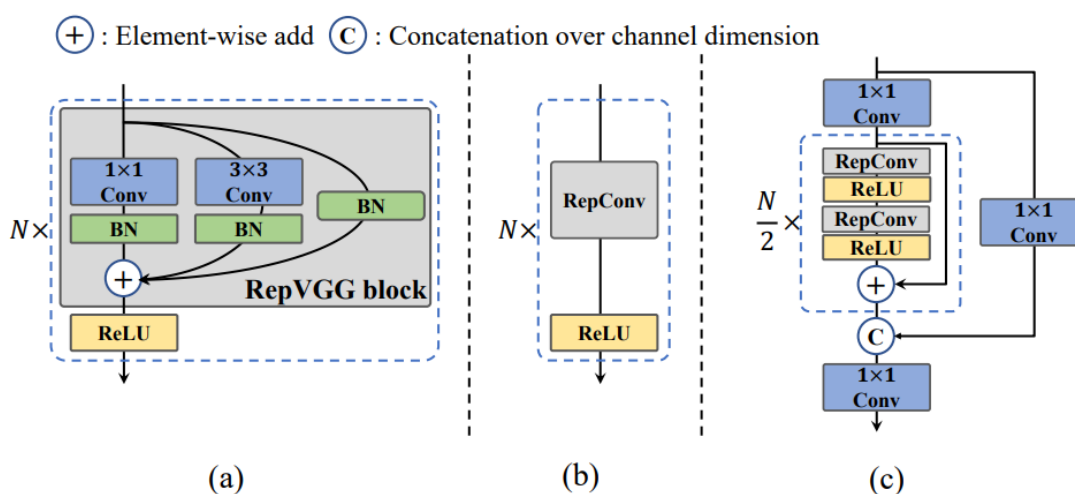 + : Element-wise add C : Concatenation over channel dimension
N×
1×1
Conv
BN
3×3
Conv
BN
BN
+
RepVGG block
ReLU
(a)
N×
RepConv
ReLU
(b)
1×1
Conv
N/2 ×
RepConv
ReLU
RepConv
ReLU
+
C
1×1
Conv
1×1
Conv
(c)